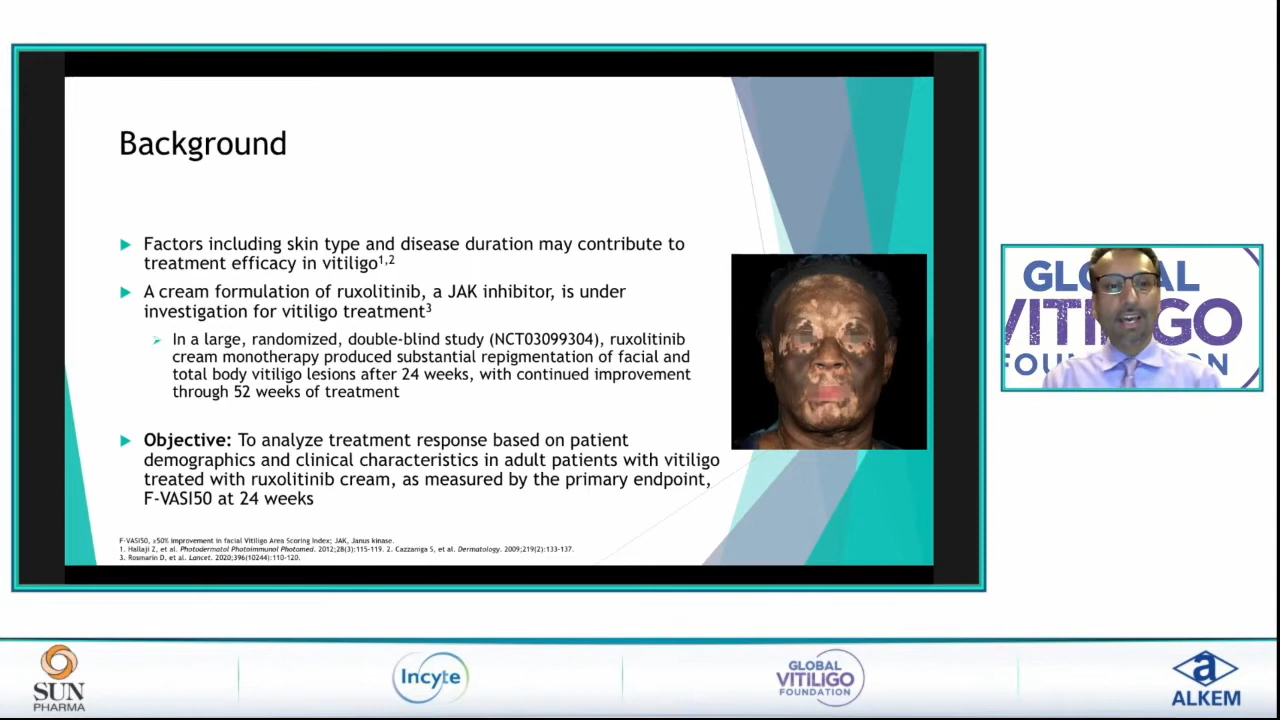 Background
Factors including skin type and disease duration may contribute to
treatment efficacy in vitiligo1,2
A cream formulation of ruxolitinib, a JAK inhibitor, is under
investigation for vitiligo treatment3
In a large, randomized, double-blind study (NCT03099304), ruxolitinib
cream monotherapy produced substantial repigmentation of facial and
total body vitiligo lesions after 24 weeks, with continued improvement
through 52 weeks of treatment
Objective: To analyze treatment response based on patient
demographics and clinical characteristics in adult patients with vitiligo
treated with ruxolitinib cream, as measured by the primary endpoint,
F-VASI50 at 24 weeks
F-VASI50, ≥50% improvement in facial Vitiligo Area Scoring Index; JAK, Janus kinase.
1. Hallaji Z, et al. Photodermatol Photoimmunol Photomed. 2012;28(3):115-119. 2. Cazzaniga S, et al. Dermatology. 2009;219(2):133-137.
3. Rosmarin D, et al. Lancet. 2020;396(10244):110-120.
GL AL
VITI GO
FOU N
SUN
PHARMA
Incyte
GLOBAL
VITILIGO
FOUNDATION
a
ALKEM